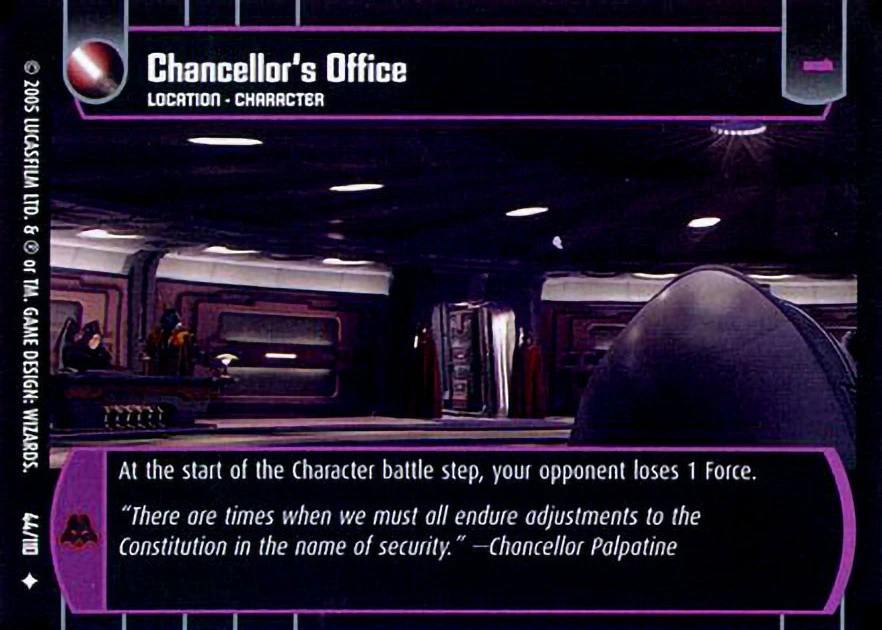 Chancellor's Office
LOCATION - CHARACTER
At the start of the Character battle step, your opponent loses 1 Force.
"There are times when we must all endure adjustments to the
Constitution in the name of security." —Chancellor Palpatine
© 2005 LUCASFILM LTD. & ® or TM. GAME DESIGN: WIZARDS. 44/110